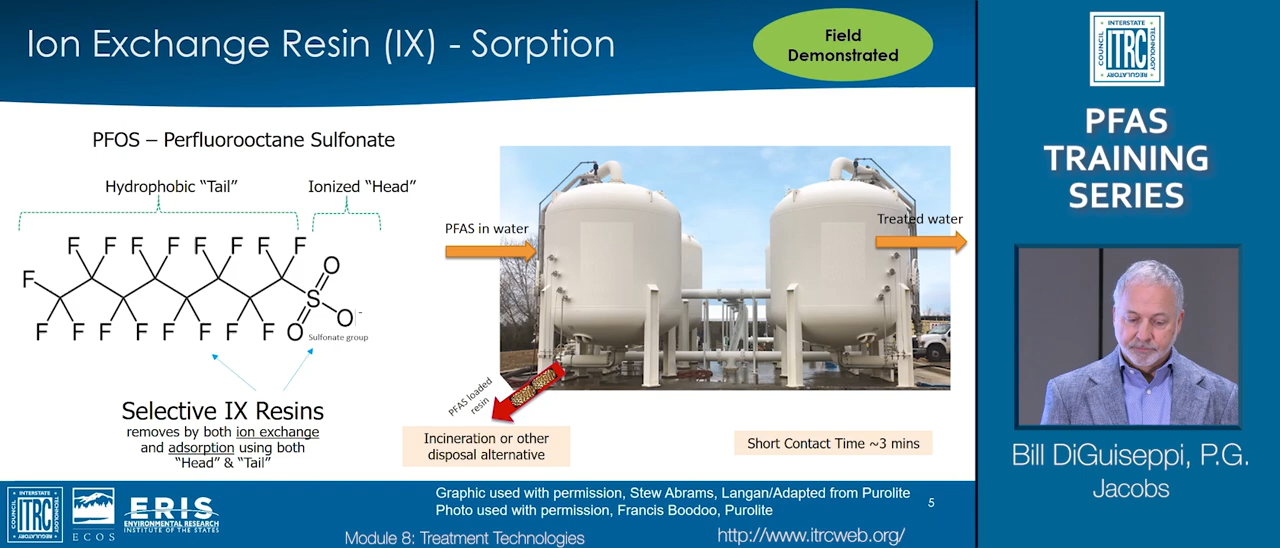 Ion Exchange Resin (IX) - Sorption
Field
Demonstrated
PFOS – Perfluorooctane Sulfonate
Hydrophobic “Tail”
Ionized “Head”
F F F F F F F F
F
O
S
O-
F F F F F F F F O
Sulfonate group
Selective IX Resins
removes by both ion exchange
and adsorption using both
“Head” & “Tail”
PFAS in water
Treated water
PFAS loaded
resin
Incineration or other
disposal alternative
Short Contact Time ~3 mins
Graphic used with permission, Stew Abrams, Langan/Adapted from Purolite
Photo used with permission, Francis Boodoo, Purolite
5
INTERSTATE
COUNCIL
ITRC
TECHNOLOGY
REGULATORY
ECOS
ERIS
ENVIRONMENTAL RESEARCH
INSTITUTE OF THE STATES
Module 8: Treatment Technologies
http://www.itrcweb.org/
INTERSTATE
COUNCIL
ITRC
TECHNOLOGY
REGULATORY
PFAS
TRAINING
SERIES
Bill DiGuiseppi, P.G.
Jacobs